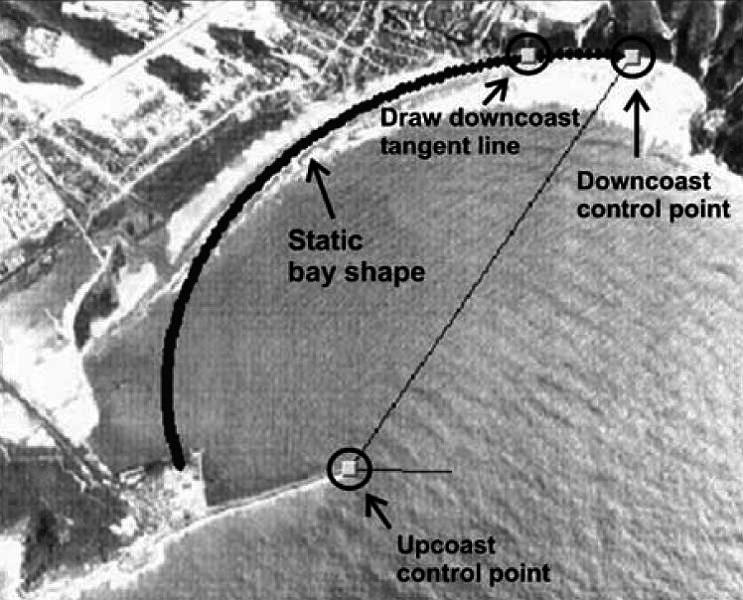 Draw downcoast
tangent line
Downcoast
control point
Static
bay shape
Upcoast
control point